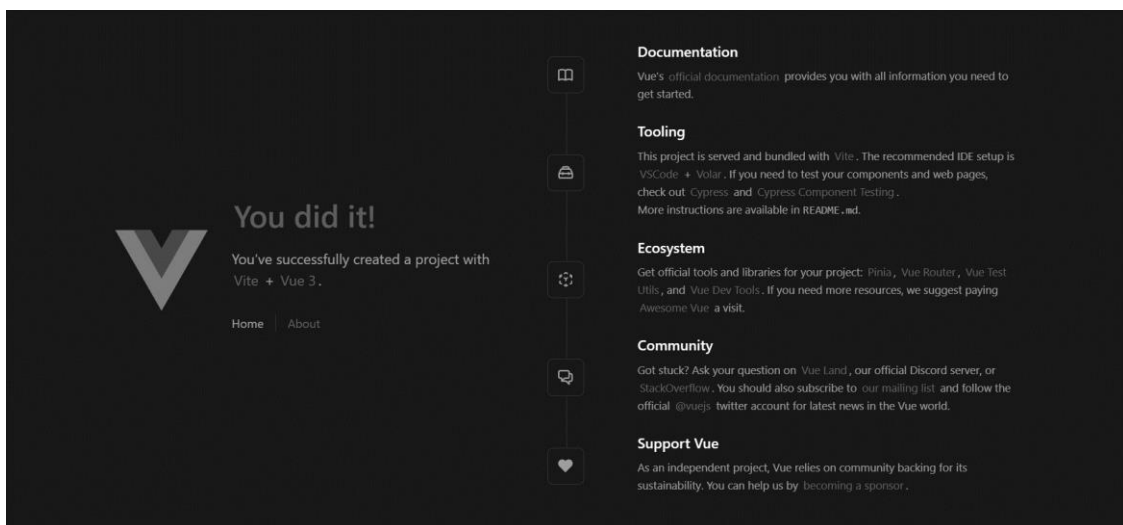 You did it!
You've successfully created a project with
Vite + Vue 3.
Home
About
Documentation
Vue's official documentation provides you with all information you need to
get started.
Tooling
This project is served and bundled with Vite. The recommended IDE setup is
VSCode + Volar. If you need to test your components and web pages,
check out Cypress and Cypress Component Testing.
More instructions are available in README.md.
Ecosystem
Get official tools and libraries for your project: Pinia, Vue Router, Vue Test
Utils, and Vue Dev Tools. If you need more resources, we suggest paying
Awesome Vue a visit.
Community
Got stuck? Ask your question on Vue Land, our official Discord server, or
StackOverflow. You should also subscribe to our mailing list and follow the
official @vuejs twitter account for latest news in the Vue world.
Support Vue
As an independent project, Vue relies on community backing for its
sustainability. You can help us by becoming a sponsor.